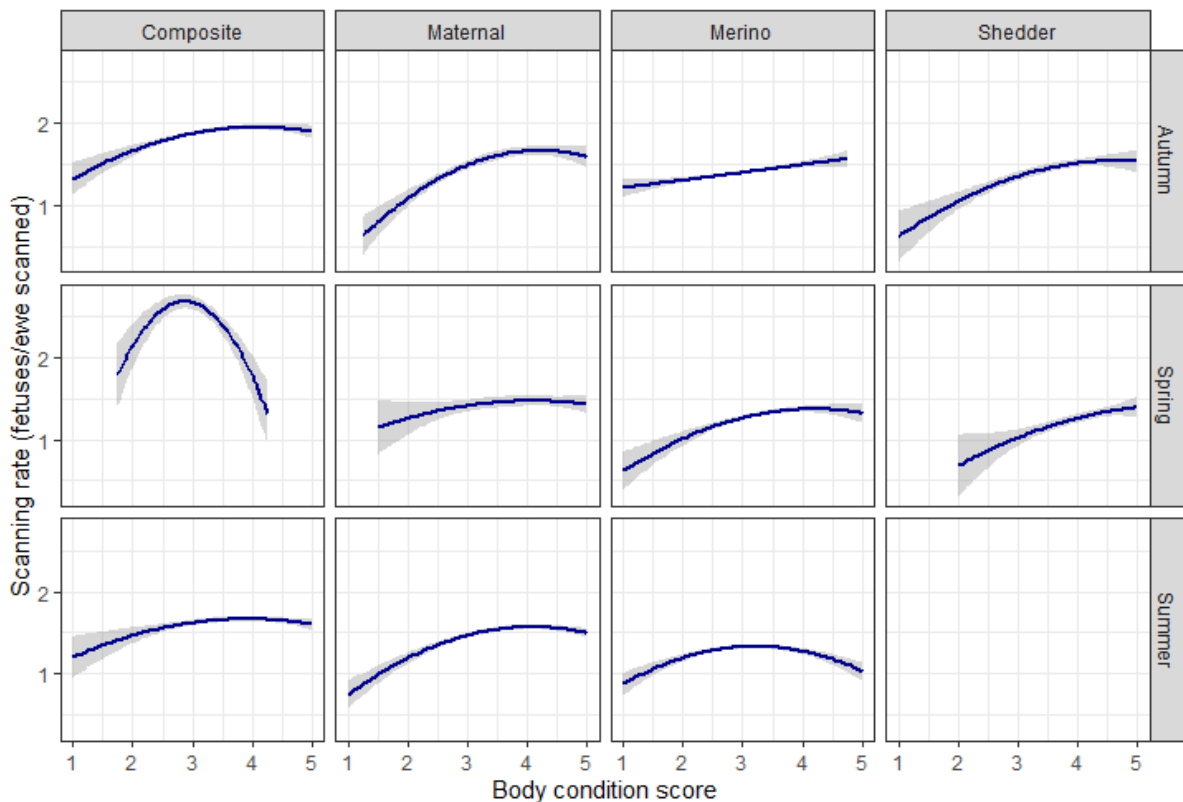 Composite Maternal Merino Shedder
Scanning rate (fetuses/ewe scanned)
2
1
Autumn
2
1
Spring
2
1
Summer
1 2 3 4 5 1 2 3 4 5 1 2 3 4 5 1 2 3 4 5
Body condition score